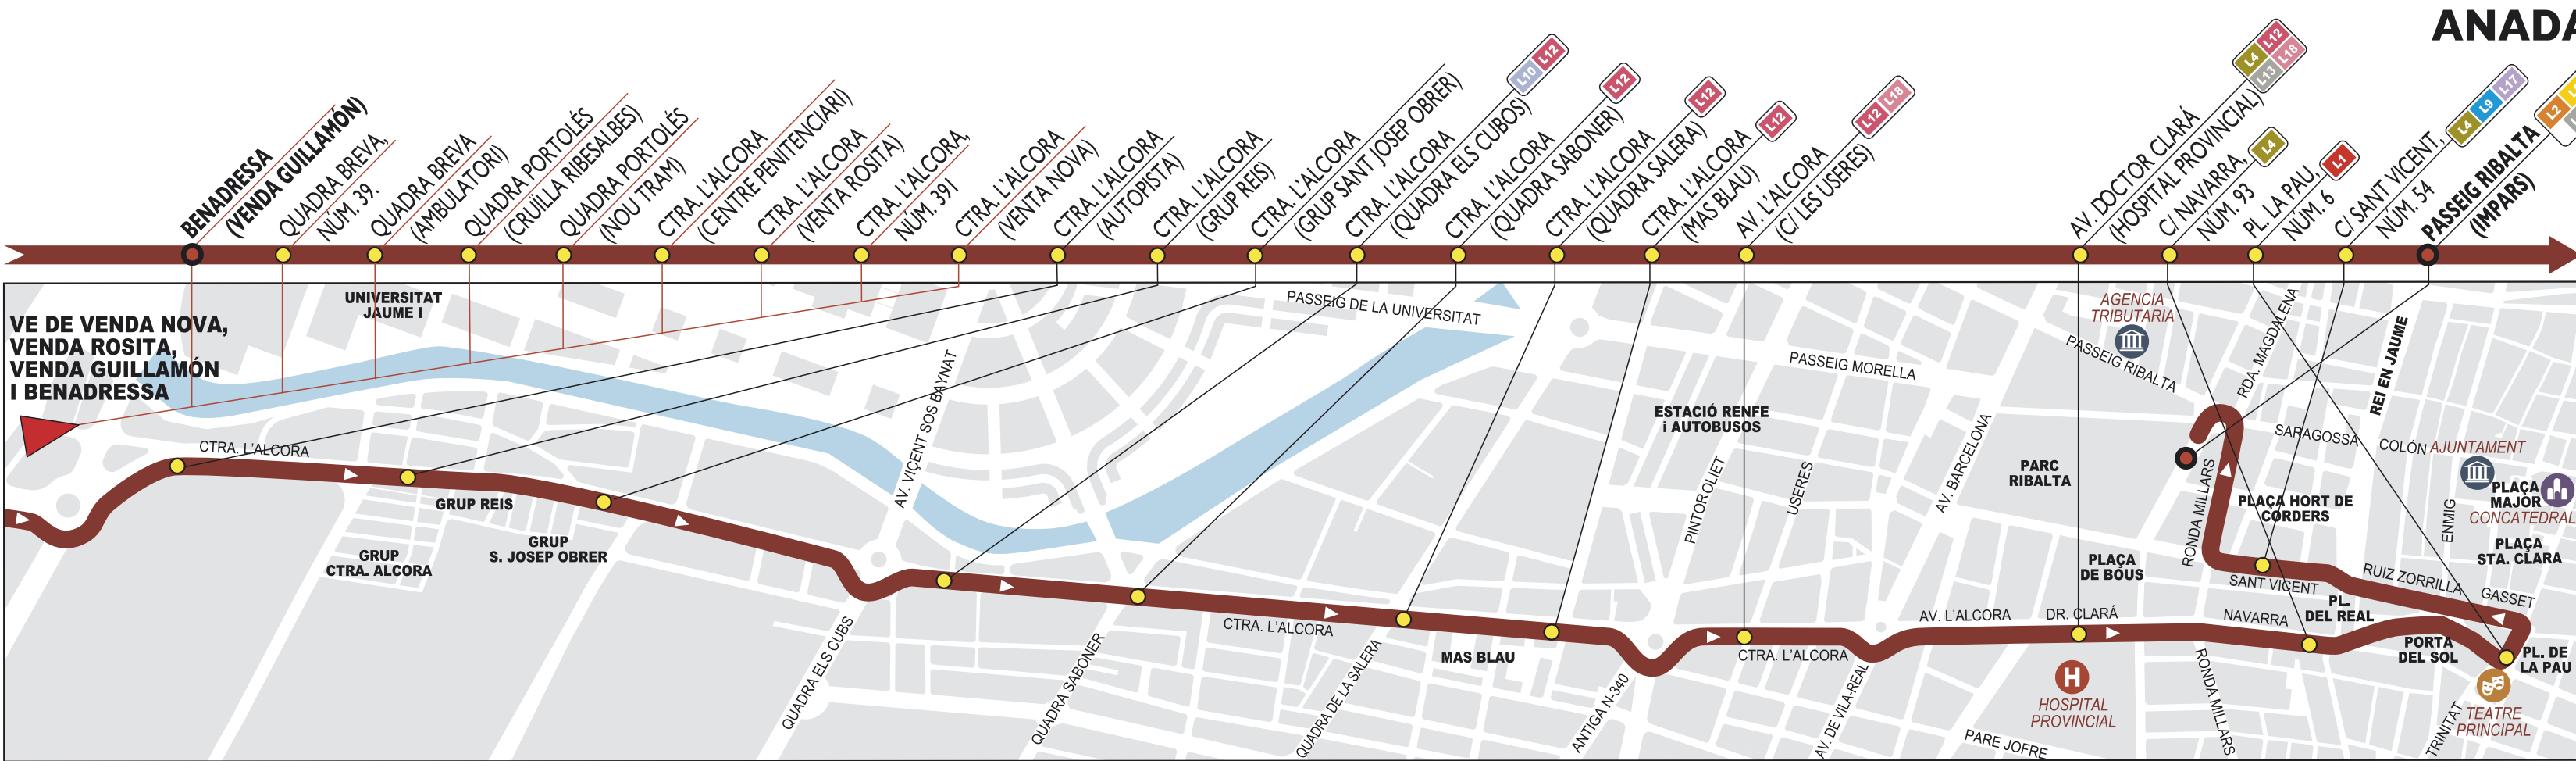 ANADA
BENADRESSA
(VENDA GUILLAMÓN)
QUADRA BREVA,
NÚM. 39.
QUADRA BREVA
(AMBULATORI)
QUADRA PORTOLÉS
(CRUÏLLA RIBESALBES)
QUADRA PORTOLÉS
(NOU TRAM)
CTRA. L'ALCORA
(CENTRE PENITENCIARI)
CTRA. L'ALCORA
(VENTA ROSITA)
CTRA. L'ALCORA,
NÚM. 39I
CTRA. L'ALCORA
(VENTA NOVA)
CTRA. L'ALCORA
(AUTOPISTA)
CTRA. L'ALCORA
(GRUP REIS)
CTRA. L'ALCORA
(GRUP SANT JOSEP OBRER)
CTRA. L'ALCORA
(QUADRA ELS CUBOS)
L10 L12
CTRA. L'ALCORA
(QUADRA SABONER)
L12
CTRA. L'ALCORA
(QUADRA SALERA)
L12
CTRA. L'ALCORA
(MAS BLAU)
L12
AV. L'ALCORA
(C/ LES USERES)
L12 L18
AV. DOCTOR CLARÁ
(HOSPITAL PROVINCIAL)
L4 L12
L13 L18
C/ NAVARRA,
NÚM. 93
L4
PL. LA PAU,
NÚM. 6
L1
C/ SANT VICENT,
NÚM. 54
L4 L9 L17
PASSEIG RIBALTA
(IMPARS)
L2
UNIVERSITAT
JAUME I
VE DE VENDA NOVA,
VENDA ROSITA,
VENDA GUILLAMÓN
I BENADRESSA
CTRA. L'ALCORA
GRUP REIS
GRUP
CTRA. ALCORA
GRUP
S. JOSEP OBRER
AV. VIÇENT SOS BAYNAT
QUADRA ELS CUBS
PASSEIG DE LA UNIVERSITAT
QUADRA SABONER
CTRA. L'ALCORA
QUADRA DE LA SALERA
MAS BLAU
ANTIGA N-340
PASSEIG MORELLA
ESTACIÓ RENFE
i AUTOBUSOS
PINTOR OLIET
USERES
CTRA. L'ALCORA
AV. DE VILA-REAL
AV. BARCELONA
AV. L'ALCORA
PARC
RIBALTA
DR. CLARÁ
HOSPITAL
PROVINCIAL
H
PARE JOFRE
AGENCIA
TRIBUTARIA
PASSEIG RIBALTA
RDA. MAGDALENA
REI EN JAUME
SARAGOSSA
COLÓN
AJUNTAMENT
PLAÇA
MAJOR
CONCATEDRAL
PLAÇA HORT DE
CORDERS
RONDA MILLARS
ENMIG
PLAÇA
STA. CLARA
PLAÇA
DE BOUS
SANT VICENT
RUIZ ZORRILLA
GASSET
NAVARRA
PL.
DEL REAL
PORTA
DEL SOL
PL. DE
LA PAU
RONDA MILLARS
TRINITAT
TEATRE
PRINCIPAL